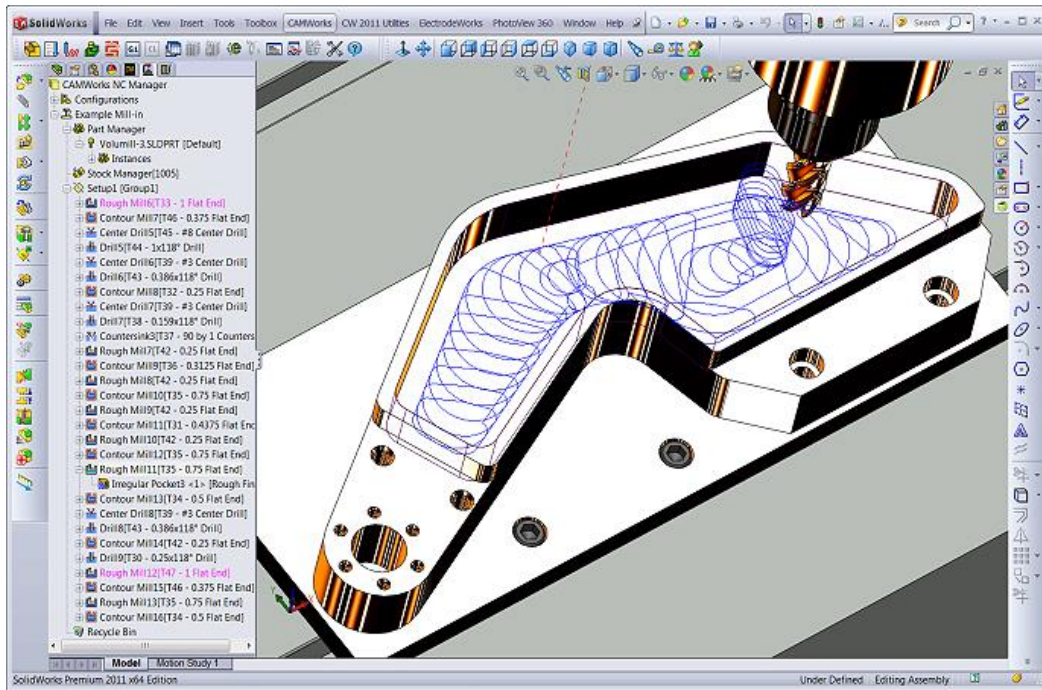 SolidWorks File Edit View Insert Tools Toolbox CAMWorks CW 2011 Utilities ElectrodeWorks PhotoView 360 Window Help Search
CAMWorks NC Manager
Configurations
Example Mill-in
Part Manager
Volumill-3.SLDPRT [Default]
Instances
Stock Manager[1005]
Setup1 [Group1]
Rough Mill6[T33 - 1 Flat End]
Contour Mill7[T46 - 0.375 Flat End]
Center Drill5[T45 - #8 Center Drill]
Drill5[T44 - 1x118° Drill]
Center Drill6[T39 - #3 Center Drill]
Drill6[T43 - 0.386x118° Drill]
Contour Mill8[T32 - 0.25 Flat End]
Center Drill7[T39 - #3 Center Drill]
Drill7[T38 - 0.159x118° Drill]
Countersink3[T37 - 90 by 1 Counters
Rough Mill7[T42 - 0.25 Flat End]
Contour Mill9[T36 - 0.3125 Flat End]
Rough Mill8[T42 - 0.25 Flat End]
Contour Mill10[T35 - 0.75 Flat End]
Rough Mill9[T42 - 0.25 Flat End]
Contour Mill11[T31 - 0.4375 Flat Enc
Rough Mill10[T42 - 0.25 Flat End]
Contour Mill12[T35 - 0.75 Flat End]
Rough Mill11[T35 - 0.75 Flat End]
Irregular Pocket3 <1> [Rough Fin
Contour Mill13[T34 - 0.5 Flat End]
Center Drill8[T39 - #3 Center Drill]
Drill8[T43 - 0.386x118° Drill]
Contour Mill14[T42 - 0.25 Flat End]
Drill9[T30 - 0.25x118° Drill]
Rough Mill12[T47 - 1 Flat End]
Contour Mill15[T46 - 0.375 Flat End]
Rough Mill13[T35 - 0.75 Flat End]
Contour Mill16[T34 - 0.5 Flat End]
Recycle Bin
Model Motion Study 1
SolidWorks Premium 2011 x64 Edition Under Defined Editing Assembly